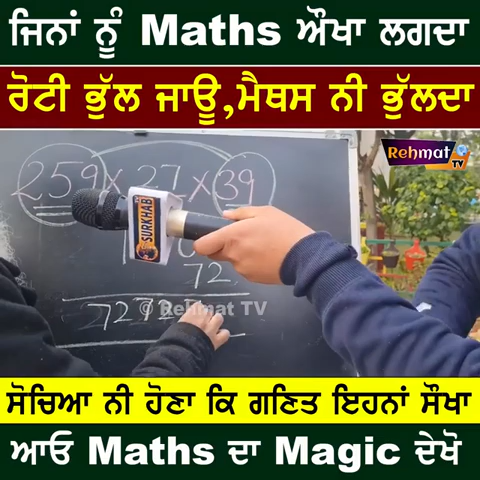 ਜਿਨਾਂ ਨੂੰ Maths ਔਖਾ ਲਗਦਾ
ਰੋਟੀ ਭੁੱਲ ਜਾਊ,ਮੈਥਸ ਨੀ ਭੁੱਲਦਾ
Rehmat TV
259 × 27 × 39
SURKHAB
72
© Rehmat TV
ਸੋਚਿਆ ਨੀ ਹੋਣਾ ਕਿ ਗਣਿਤ ਇਹਨਾਂ ਸੌਖਾ
ਆਓ Maths ਦਾ Magic ਦੇਖੋ